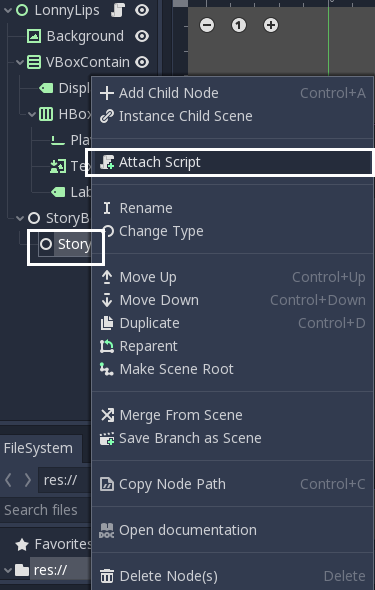 LonnyLips
Background
1
VBoxContain
Displ
HBox
Play
Tex
Lab
StoryB
Story
Add Child Node Control+A
Instance Child Scene
Attach Script
Rename
Change Type
Move Up Control+Up
Move Down Control+Down
Duplicate Control+D
Reparent
Make Scene Root
Merge From Scene
Save Branch as Scene
Copy Node Path Control+C
Open documentation
DOC
Delete Node(s) Delete
FileSystem
res://
Search files
Favorites
res://